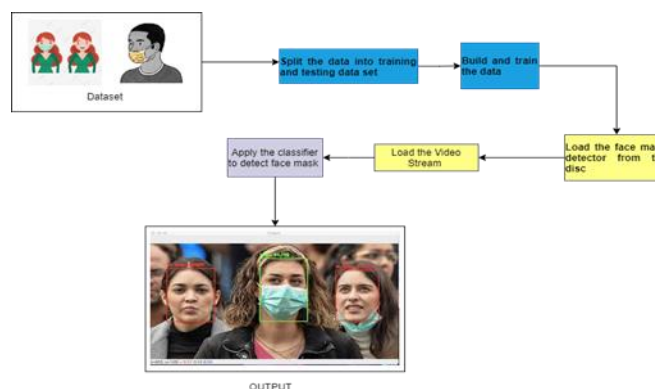 Dataset
Split the data into training
and testing data set
Build and train
the data
Load the face ma
detector from t
disc
Load the Video
Stream
Apply the classifier
to detect face mask
OUTPUT